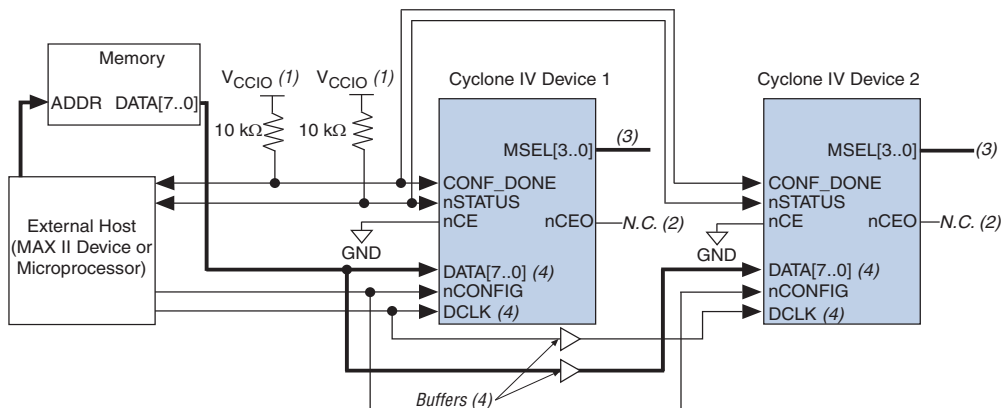 Memory
ADDR DATA[7..0]
VCCIO (1)
VCCIO (1)
10 kΩ
10 kΩ
External Host
(MAX II Device or
Microprocessor)
Cyclone IV Device 1
MSEL[3..0]
(3)
CONF_DONE
nSTATUS
nCE
nCEO
N.C. (2)
GND
DATA[7..0] (4)
nCONFIG
DCLK (4)
Cyclone IV Device 2
MSEL[3..0]
(3)
CONF_DONE
nSTATUS
nCE
nCEO
N.C. (2)
GND
DATA[7..0] (4)
nCONFIG
DCLK (4)
Buffers (4)